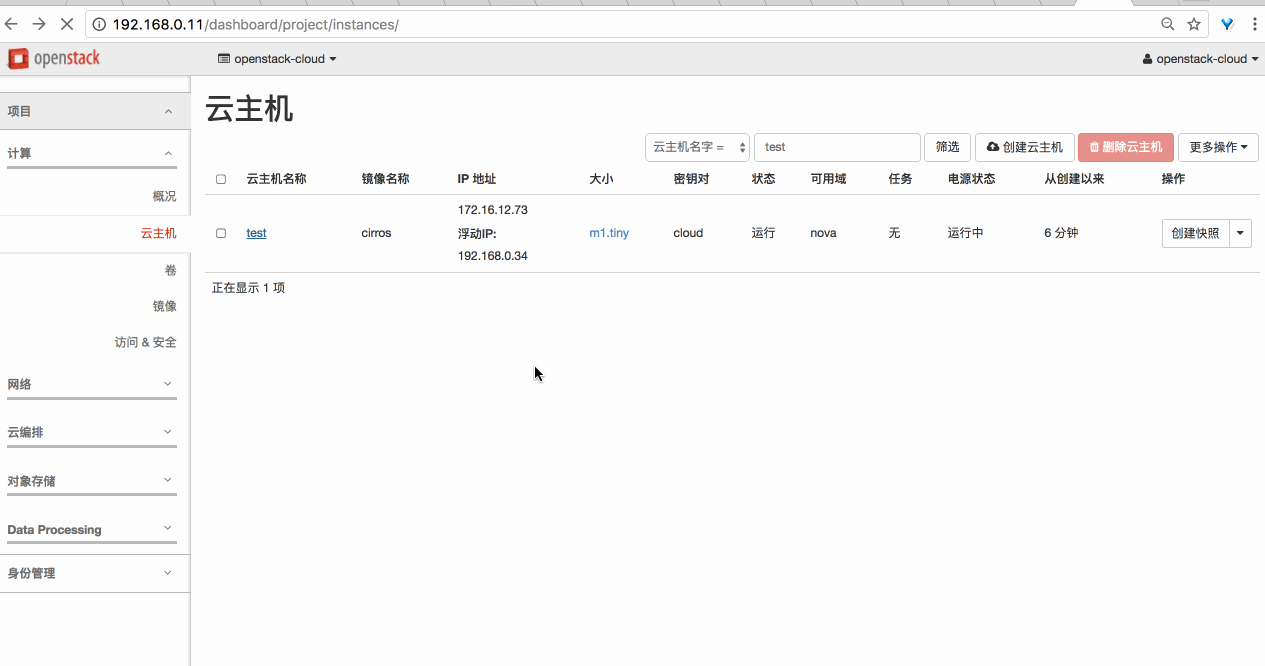 192.168.0.11/dashboard/project/instances/
openstack
openstack-cloud
openstack-cloud
项目
计算
概况
云主机
卷
镜像
访问 & 安全
网络
云编排
对象存储
Data Processing
身份管理
云主机
云主机名字 = test 筛选 创建云主机 删除云主机 更多操作
云主机名称 镜像名称 IP 地址 大小 密钥对 状态 可用域 任务 电源状态 从创建以来 操作
172.16.12.73
test cirros 浮动IP: m1.tiny cloud 运行 nova 无 运行中 6 分钟 创建快照
192.168.0.34
正在显示 1 项